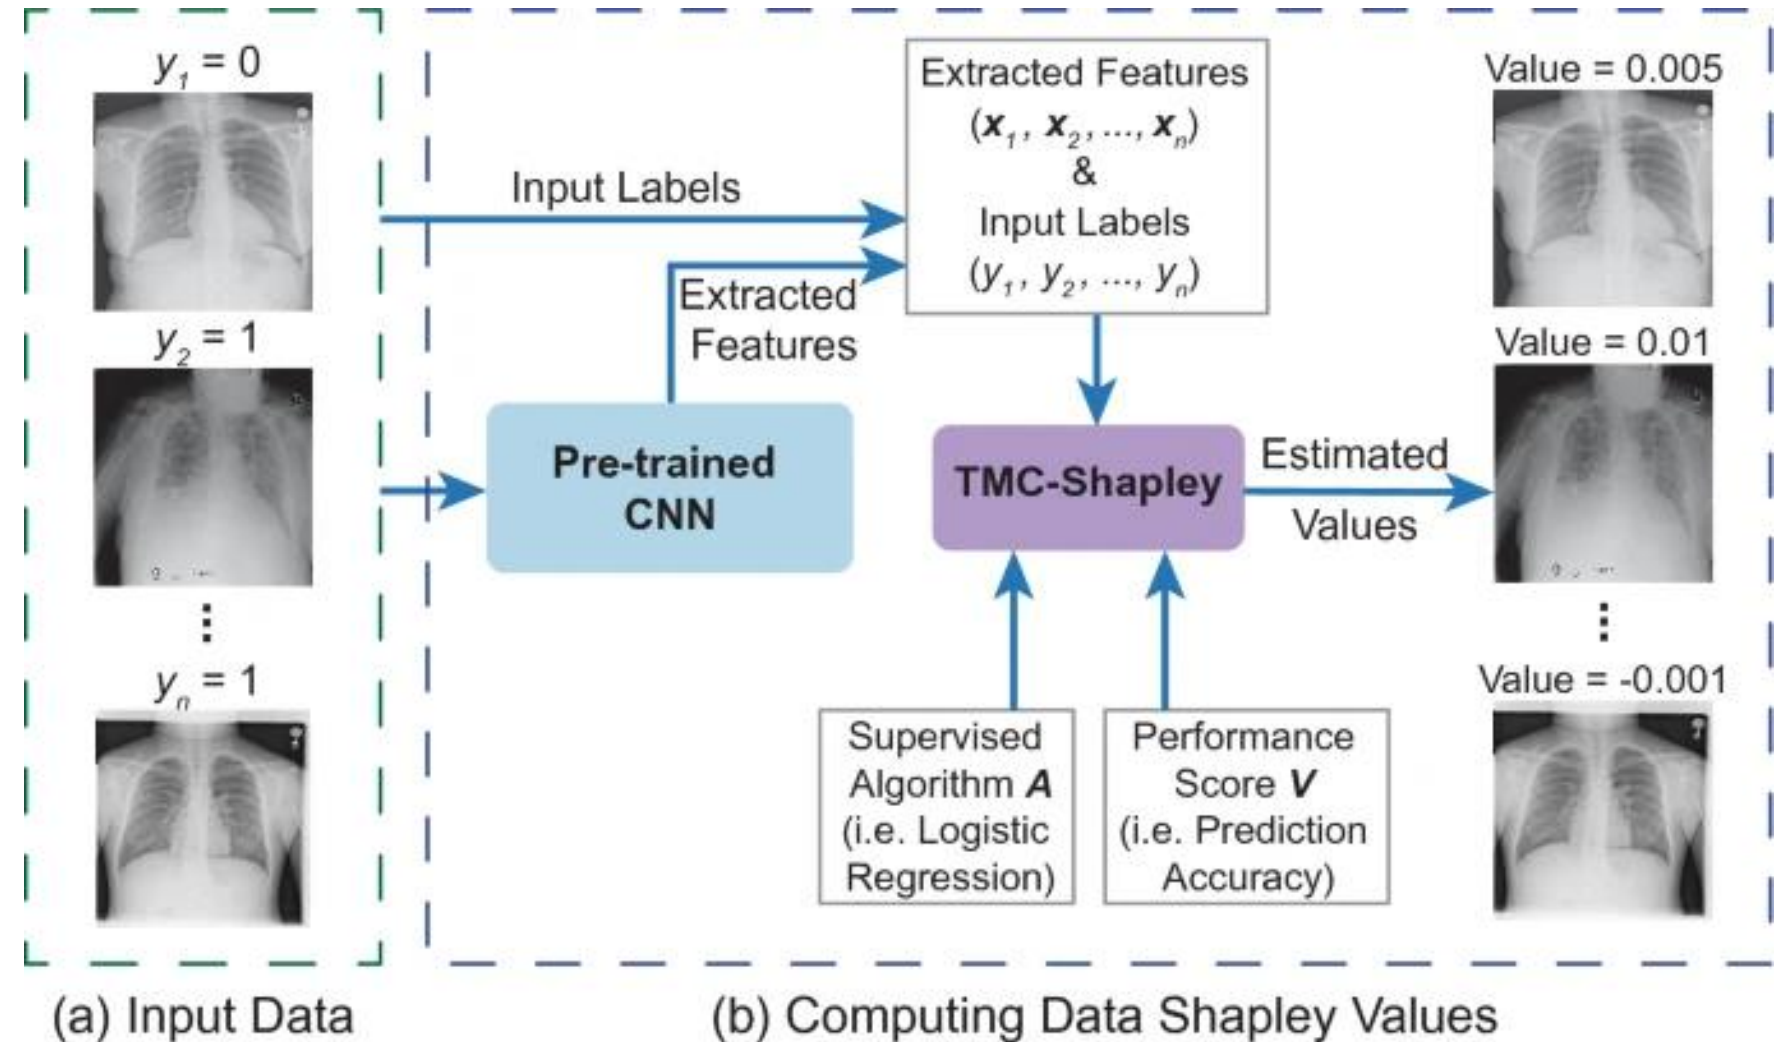 y1 = 0
y2 = 1
⋮
yn = 1
(a) Input Data
Input Labels
Extracted
Features
Pre-trained
CNN
Extracted Features
(x1, x2, ..., xn)
&
Input Labels
(y1, y2, ..., yn)
TMC-Shapley
Supervised
Algorithm A
(i.e. Logistic
Regression)
Performance
Score V
(i.e. Prediction
Accuracy)
Estimated
Values
Value = 0.005
Value = 0.01
⋮
Value = -0.001
(b) Computing Data Shapley Values